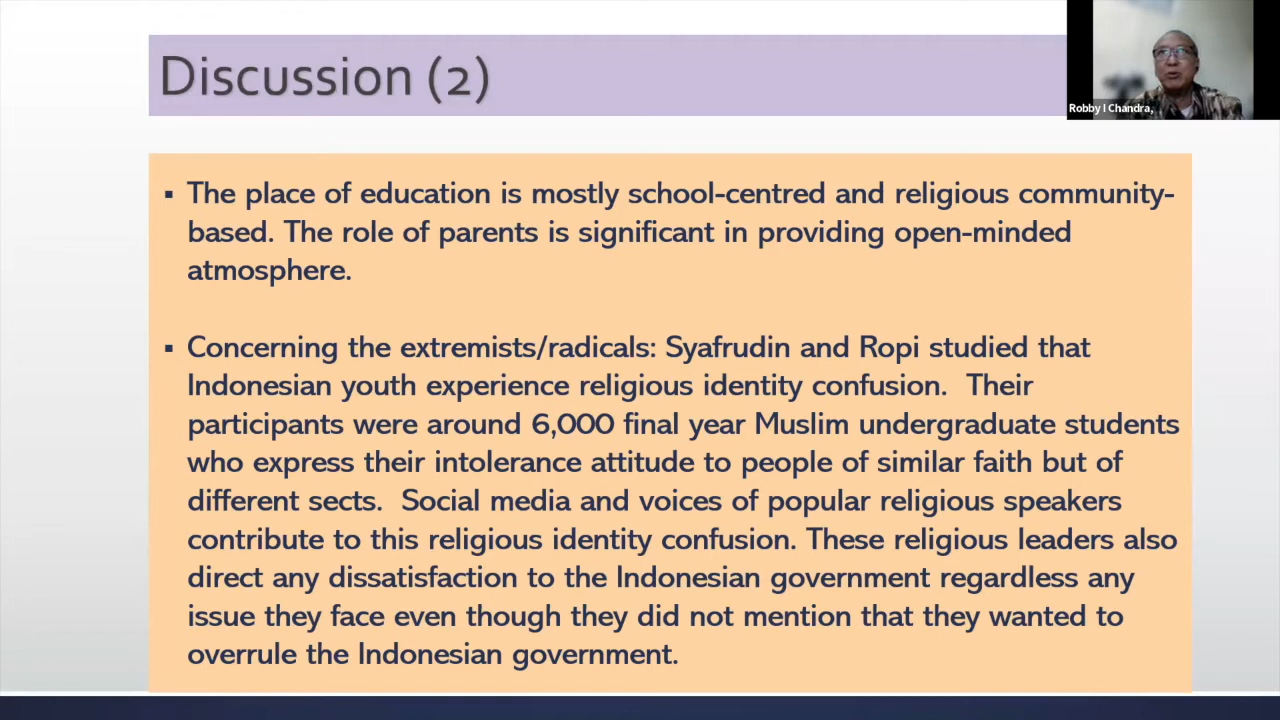 Discussion (2)
Robby I Chandra,
▪ The place of education is mostly school-centred and religious community-
based. The role of parents is significant in providing open-minded
atmosphere.
▪ Concerning the extremists/radicals: Syafrudin and Ropi studied that
Indonesian youth experience religious identity confusion.  Their
participants were around 6,000 final year Muslim undergraduate students
who express their intolerance attitude to people of similar faith but of
different sects.  Social media and voices of popular religious speakers
contribute to this religious identity confusion. These religious leaders also
direct any dissatisfaction to the Indonesian government regardless any
issue they face even though they did not mention that they wanted to
overrule the Indonesian government.